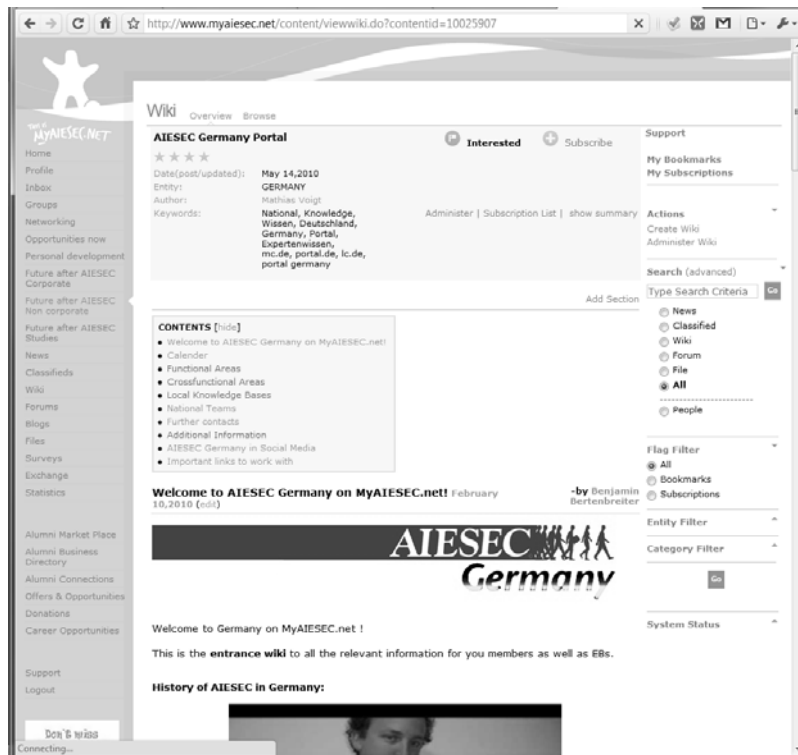 http://www.myaiesec.net/content/viewwiki.do?contentid=10025907
this is
MYAIESEC.NET
Home
Profile
Inbox
Groups
Networking
Opportunities now
Personal development
Future after AIESEC
Corporate
Future after AIESEC
Non corporate
Future after AIESEC
Studies
News
Classifieds
Wiki
Forums
Blogs
Files
Surveys
Exchange
Statistics
Alumni Market Place
Alumni Business
Directory
Alumni Connections
Offers & Opportunities
Donations
Career Opportunities
Support
Logout
Don'$ miss
Connecting...
Wiki Overview Browse
AIESEC Germany Portal
Interested Subscribe
Date(post/updated): May 14,2010
Entity: GERMANY
Author: Mathias Voigt
Keywords: National, Knowledge,
Wissen, Deutschland,
Germany, Portal,
Expertenwissen,
mc.de, portal.de, lc.de,
portal germany
Administer | Subscription List | show summary
Add Section
CONTENTS [hide]
Welcome to AIESEC Germany on MyAIESEC.net!
Calender
Functional Areas
Crossfunctional Areas
Local Knowledge Bases
National Teams
Further contacts
Additional Information
AIESEC Germany in Social Media
Important links to work with
Welcome to AIESEC Germany on MyAIESEC.net! February
10,2010 (edit)
-by Benjamin
Bertenbreiter
AIESEC
Germany
Welcome to Germany on MyAIESEC.net !
This is the entrance wiki to all the relevant information for you members as well as EBs.
History of AIESEC in Germany:
Support
My Bookmarks
My Subscriptions
Actions
Create Wiki
Administer Wiki
Search (advanced)
Type Search Criteria Go
News
Classified
Wiki
Forum
File
All
People
Flag Filter
All
Bookmarks
Subscriptions
Entity Filter
Category Filter
Go
System Status